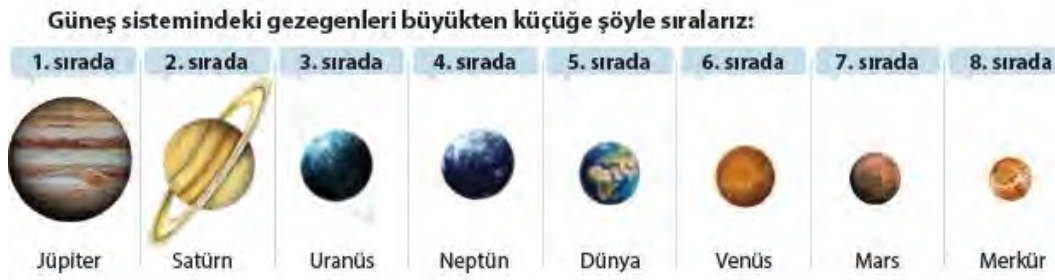 Güneş sistemindeki gezegenleri büyükten küçüğe şöyle sıralarız:
1. sırada 2. sırada 3. sırada 4. sırada 5. sırada 6. sırada 7. sırada 8. sırada
Jüpiter Satürn Uranüs Neptün Dünya Venüs Mars Merkür